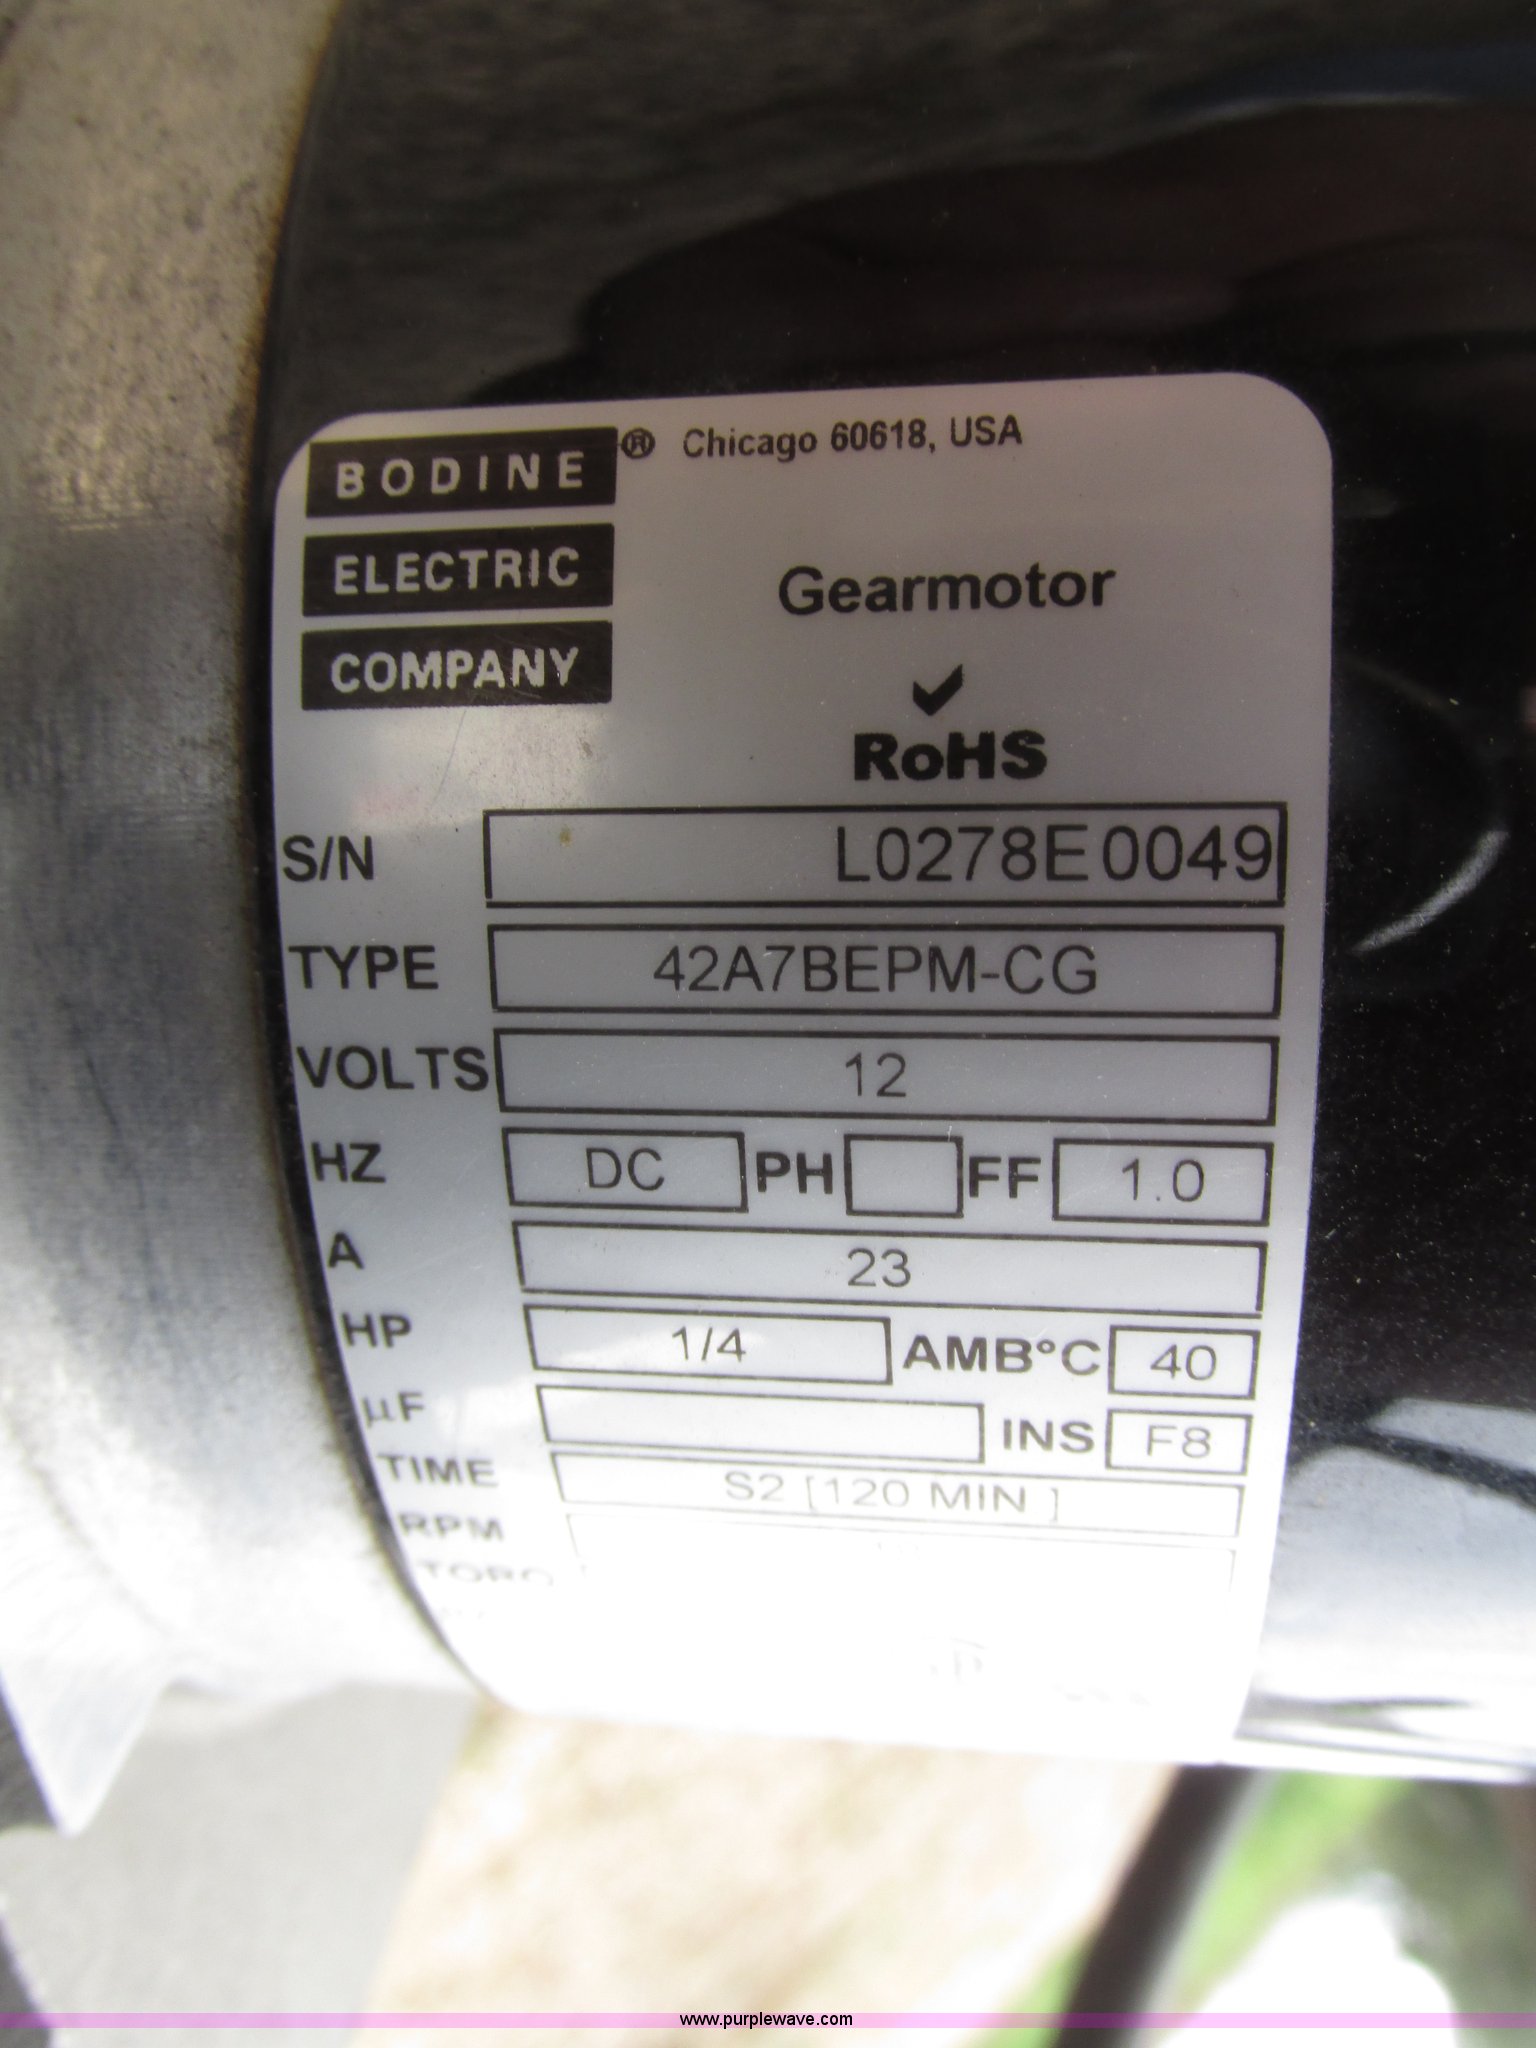 BODINE ® Chicago 60618, USA
ELECTRIC
COMPANY
Gearmotor
RoHS
S/N L0278E0049
TYPE 42A7BEPM-CG
VOLTS 12
HZ DC PH FF 1.0
A 23
HP 1/4 AMB°C 40
µF INS F8
TIME S2 [120 MIN ]
RPM
TORQ
www.purplewave.com